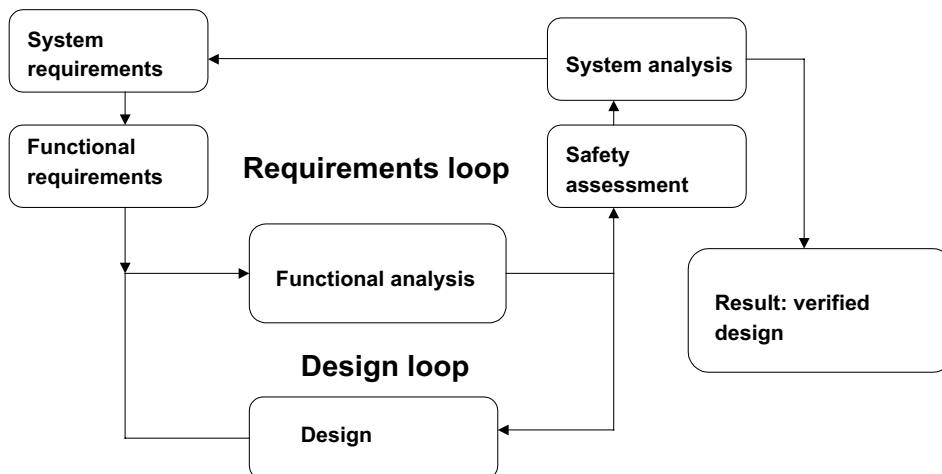 System
requirements
System analysis
Functional
requirements
Requirements loop
Safety
assessment
Functional analysis
Result: verified
design
Design loop
Design